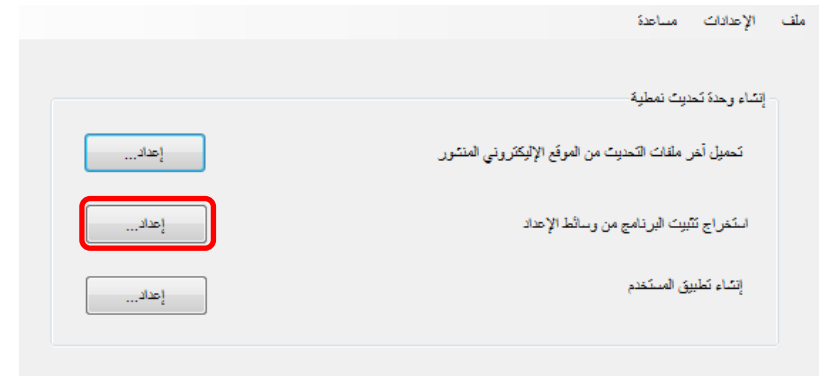 ملف الإعدادات مساعدة
إنشاء وحدة تحديث نمطية
تحميل آخر ملفات التحديث من الموقع الإليكتروني المنشور
إعداد...
استخراج تثبيت البرنامج من وسائط الإعداد
إعداد...
إنشاء تطبيق المستخدم
إعداد...